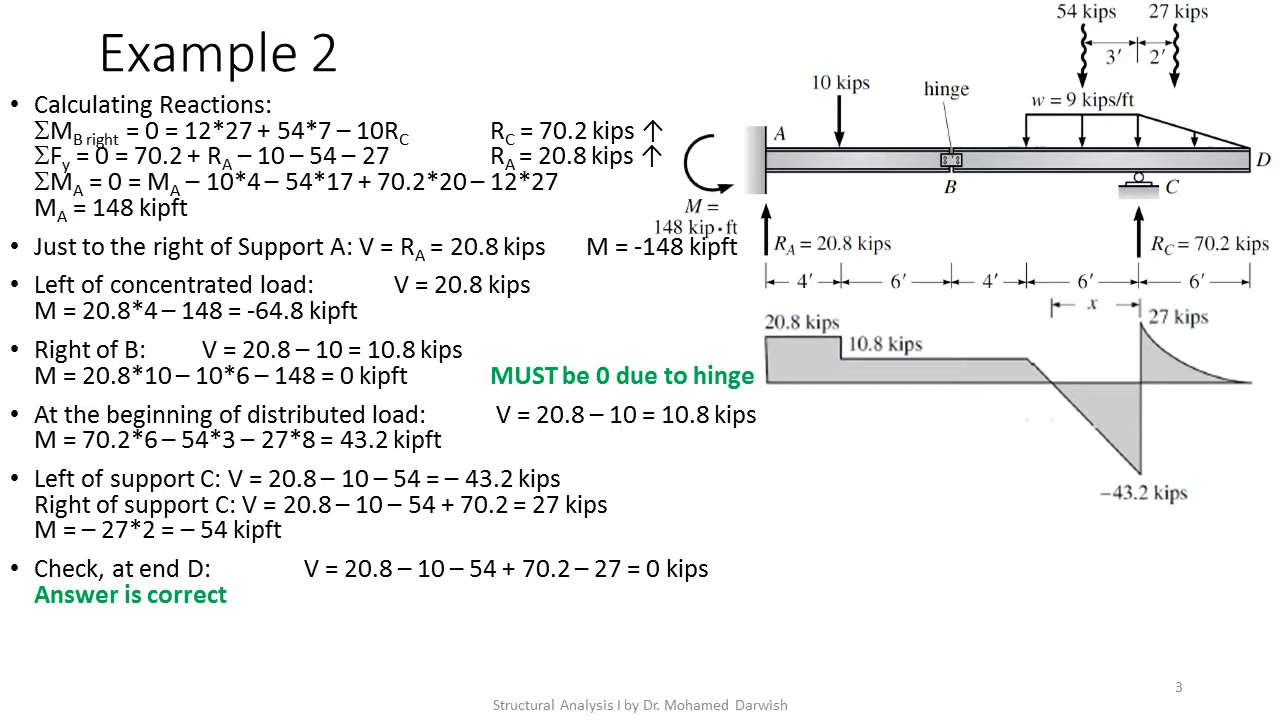 Example 2
• Calculating Reactions:
ΣM_B right = 0 = 12*27 + 54*7 – 10R_C R_C = 70.2 kips ↑
ΣF_y = 0 = 70.2 + R_A – 10 – 54 – 27 R_A = 20.8 kips ↑
ΣM_A = 0 = M_A – 10*4 – 54*17 + 70.2*20 – 12*27
M_A = 148 kipft
• Just to the right of Support A: V = R_A = 20.8 kips M = -148 kipft
• Left of concentrated load: V = 20.8 kips
M = 20.8*4 – 148 = -64.8 kipft
• Right of B: V = 20.8 – 10 = 10.8 kips
M = 20.8*10 – 10*6 – 148 = 0 kipft MUST be 0 due to hinge
• At the beginning of distributed load: V = 20.8 – 10 = 10.8 kips
M = 70.2*6 – 54*3 – 27*8 = 43.2 kipft
• Left of support C: V = 20.8 – 10 – 54 = – 43.2 kips
Right of support C: V = 20.8 – 10 – 54 + 70.2 = 27 kips
M = – 27*2 = – 54 kipft
• Check, at end D: V = 20.8 – 10 – 54 + 70.2 – 27 = 0 kips
Answer is correct
54 kips 27 kips
3′ 2′
10 kips hinge w = 9 kips/ft
A D
B C
M =
148 kip·ft
R_A = 20.8 kips R_C = 70.2 kips
4′ 6′ 4′ 6′ 6′
x
20.8 kips 27 kips
10.8 kips
−43.2 kips
Structural Analysis I by Dr. Mohamed Darwish
3